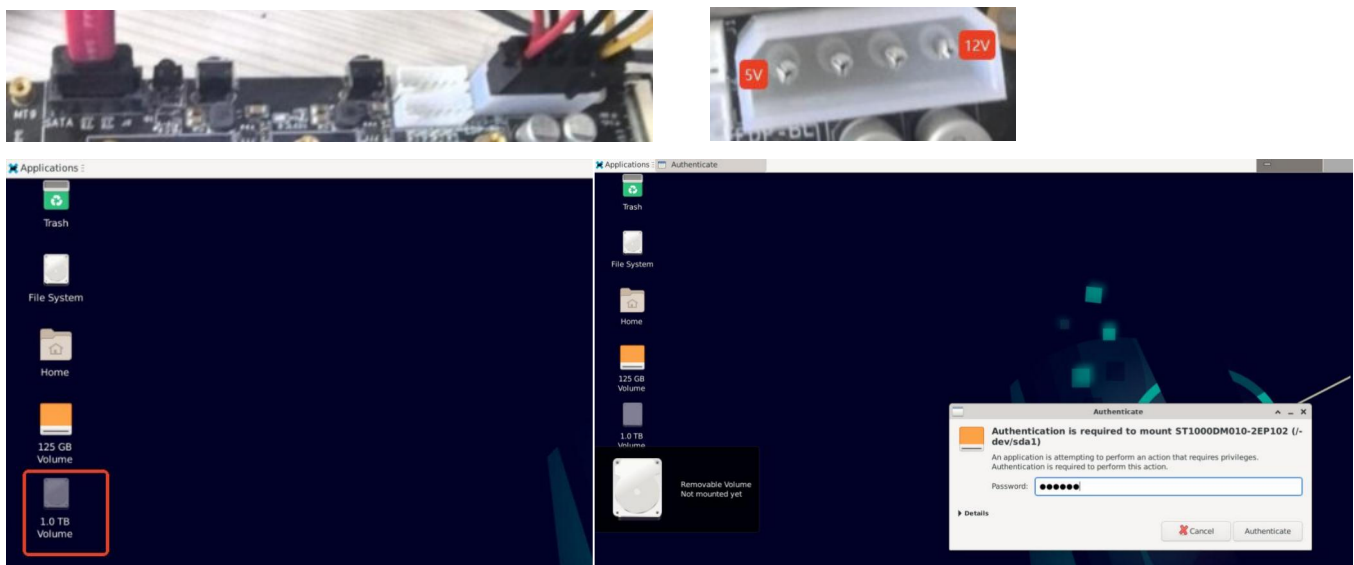 MT9
SATA
5V
12V
Applications
Trash
File System
Home
125 GB
Volume
1.0 TB
Volume
Applications
Authenticate
Trash
File System
Home
125 GB
Volume
1.0 TB
Volume
Removable Volume
Not mounted yet
Authenticate
Authentication is required to mount ST1000DM010-2EP102 (/-
dev/sda1)
An application is attempting to perform an action that requires privileges.
Authentication is required to perform this action.
Password: ●●●●●●
Details
Cancel
Authenticate